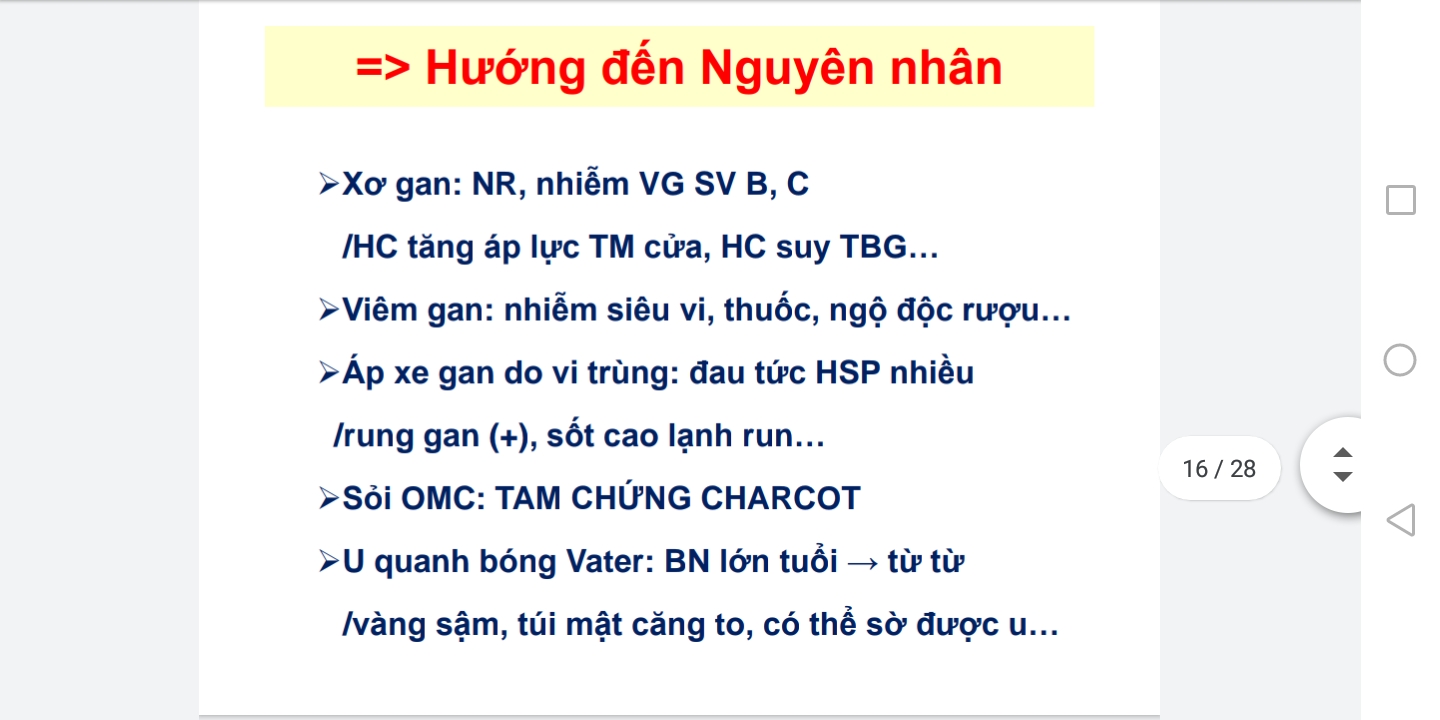 => Hướng đến Nguyên nhân
➢Xơ gan: NR, nhiễm VG SV B, C
/HC tăng áp lực TM cửa, HC suy TBG...
➢Viêm gan: nhiễm siêu vi, thuốc, ngộ độc rượu...
➢Áp xe gan do vi trùng: đau tức HSP nhiều
/rung gan (+), sốt cao lạnh run...
➢Sỏi OMC: TAM CHỨNG CHARCOT
➢U quanh bóng Vater: BN lớn tuổi → từ từ
/vàng sậm, túi mật căng to, có thể sờ được u...
16 / 28